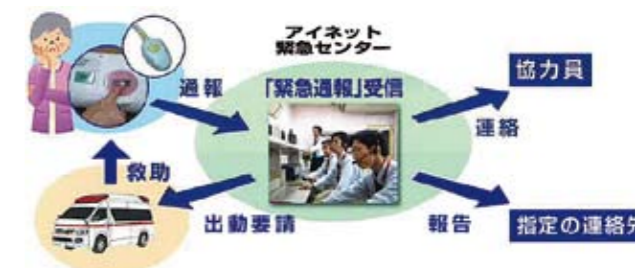 アイネット
緊急センター
通報
「緊急通報」受信
協力員
連絡
救助
出動要請
報告
指定の連絡先